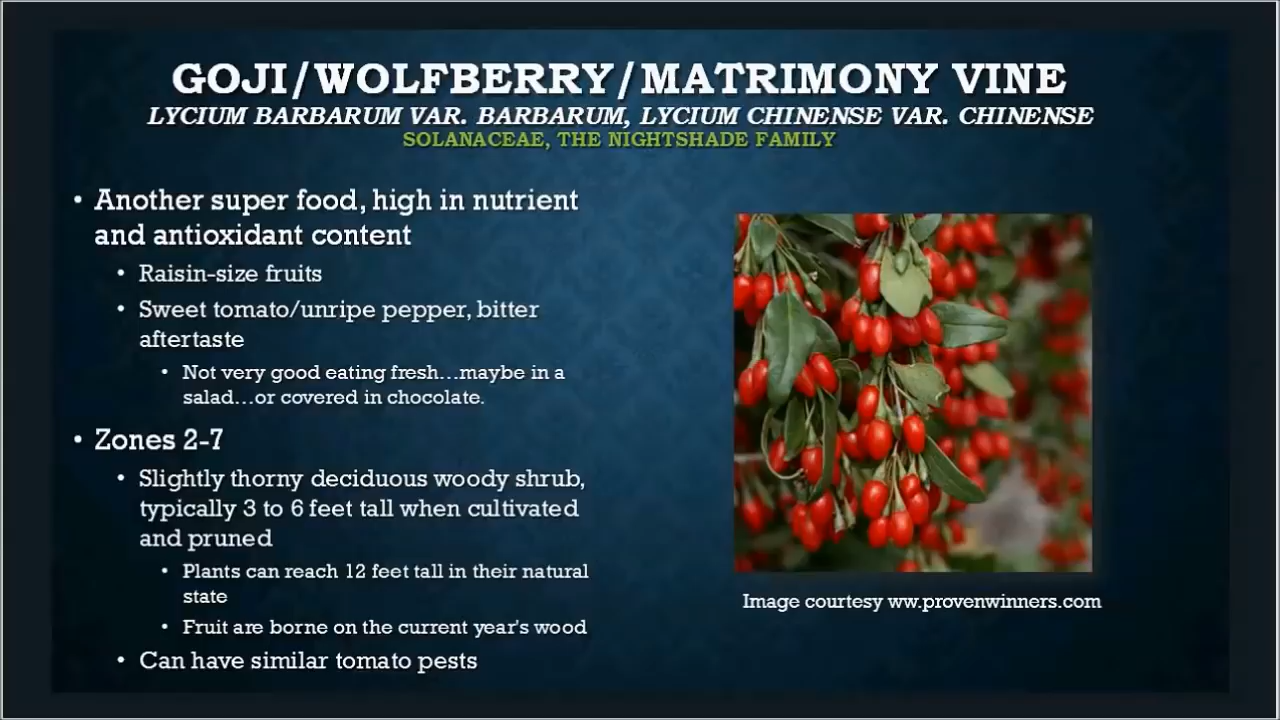 GOJI/WOLFBERRY/MATRIMONY VINE
LYCIUM BARBARUM VAR. BARBARUM, LYCIUM CHINENSE VAR. CHINENSE
SOLANACEAE, THE NIGHTSHADE FAMILY
• Another super food, high in nutrient
and antioxidant content
• Raisin-size fruits
• Sweet tomato/unripe pepper, bitter
aftertaste
• Not very good eating fresh…maybe in a
salad…or covered in chocolate.
• Zones 2-7
• Slightly thorny deciduous woody shrub,
typically 3 to 6 feet tall when cultivated
and pruned
• Plants can reach 12 feet tall in their natural
state
• Fruit are borne on the current year's wood
• Can have similar tomato pests
Image courtesy ww.provenwinners.com